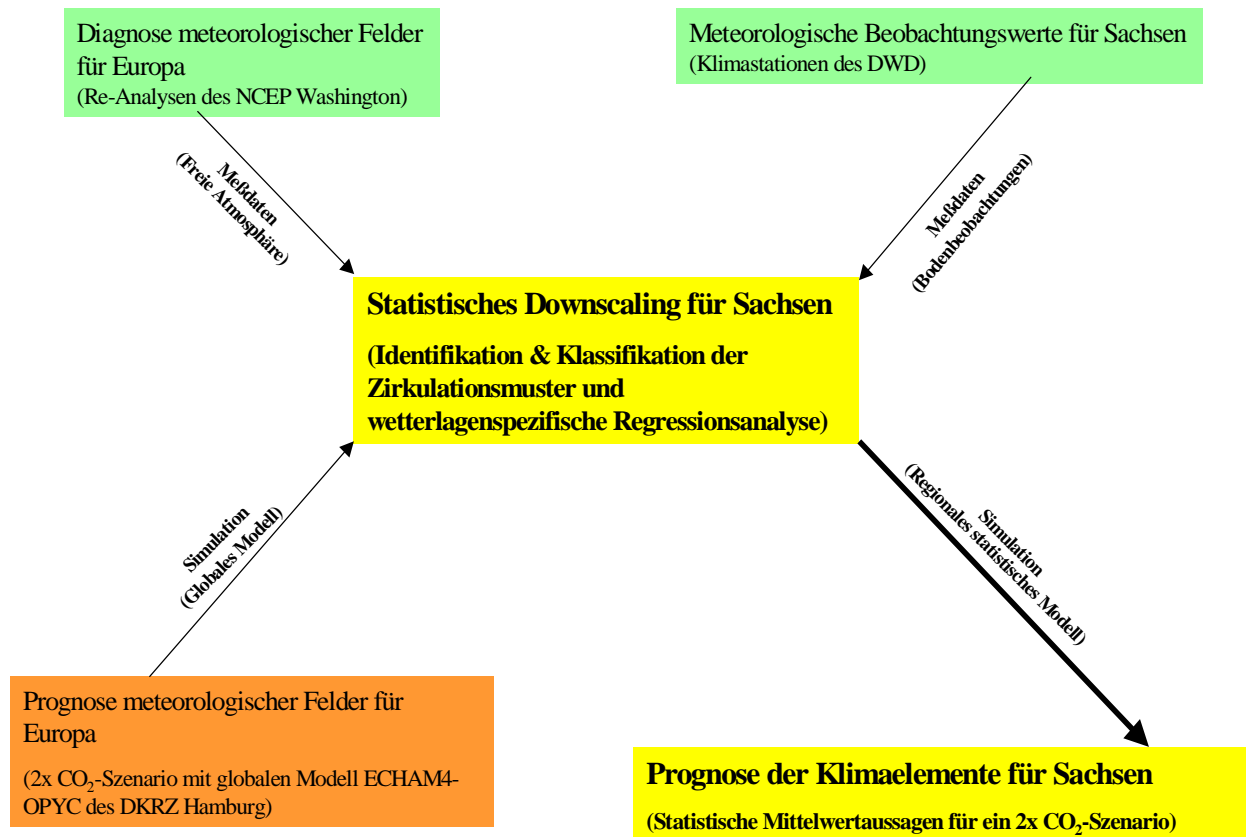 Diagnose meteorologischer Felder
für Europa
(Re-Analysen des NCEP Washington)
Meteorologische Beobachtungswerte für Sachsen
(Klimastationen des DWD)
Meßdaten
(Freie Atmosphäre)
Meßdaten
(Bodenbeobachtungen)
Statistisches Downscaling für Sachsen
(Identifikation & Klassifikation der
Zirkulationsmuster und
wetterlagenspezifische Regressionsanalyse)
Simulation
(Globales Modell)
Simulation
(Regionales statistisches Modell)
Prognose meteorologischer Felder für
Europa
(2x CO₂-Szenario mit globalen Modell ECHAM4-
OPYC des DKRZ Hamburg)
Prognose der Klimaelemente für Sachsen
(Statistische Mittelwertaussagen für ein 2x CO₂-Szenario)